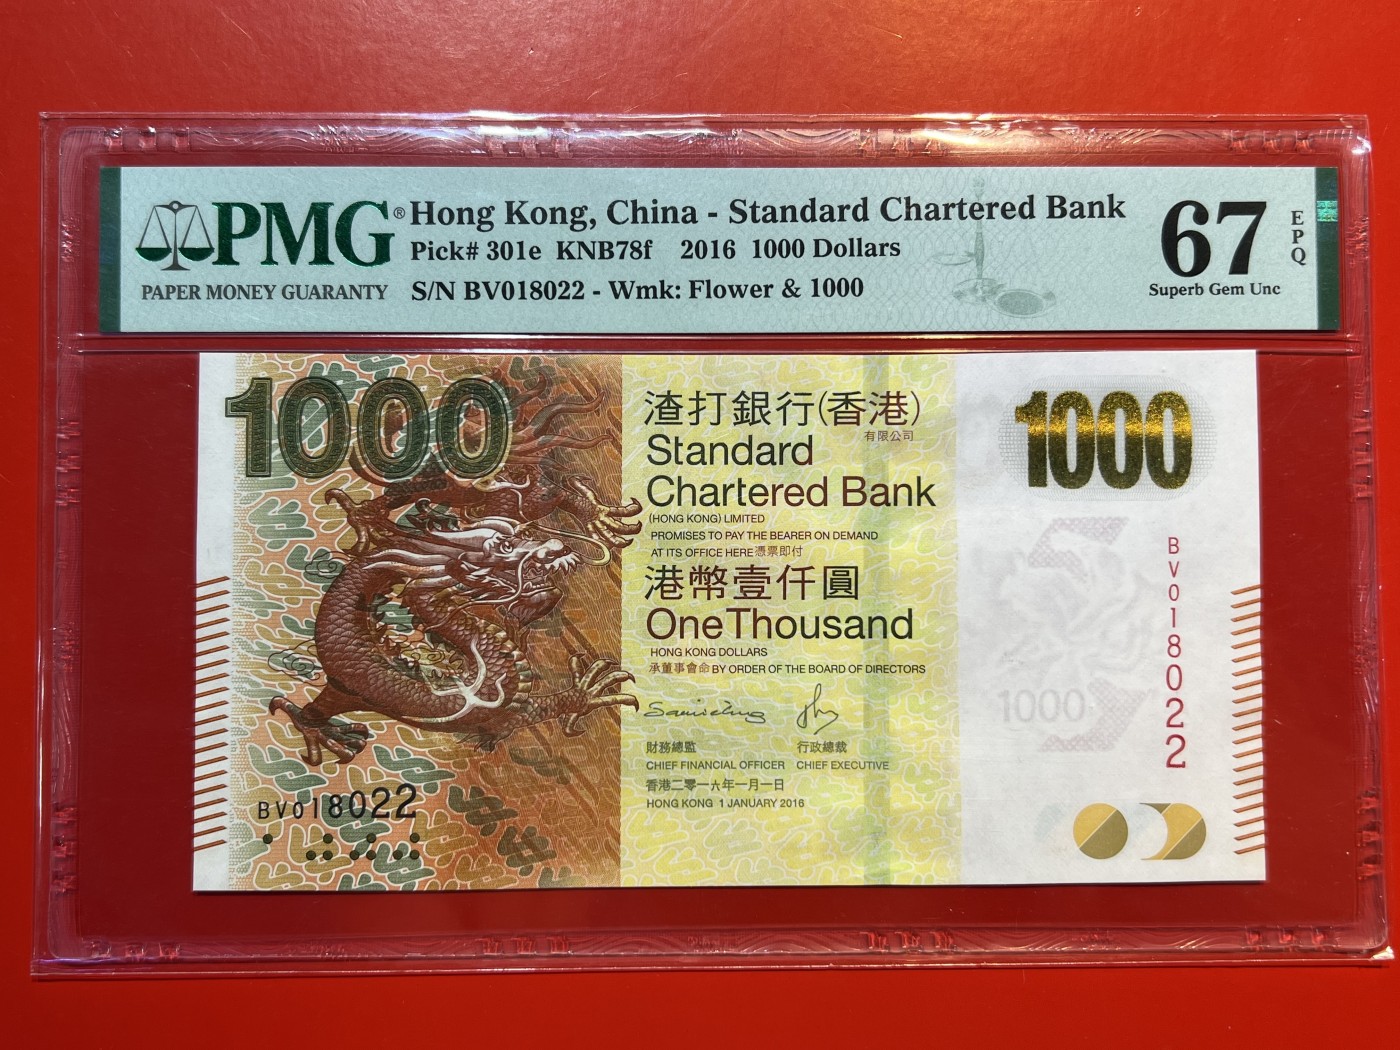 PMG®
PAPER MONEY GUARANTY
Hong Kong, China - Standard Chartered Bank
Pick# 301e KNB78f 2016 1000 Dollars
S/N BV018022 - Wmk: Flower & 1000
67
EPQ
Superb Gem Unc
1000
渣打銀行(香港)
有限公司
Standard
Chartered Bank
(HONG KONG) LIMITED
PROMISES TO PAY THE BEARER ON DEMAND
AT ITS OFFICE HERE 憑票即付
港幣壹仟圓
One Thousand
HONG KONG DOLLARS
承董事會命 BY ORDER OF THE BOARD OF DIRECTORS
財務總監 行政總裁
CHIEF FINANCIAL OFFICER CHIEF EXECUTIVE
香港二零一六年一月一日
HONG KONG 1 JANUARY 2016
BV018022
1000
BV018022
1000